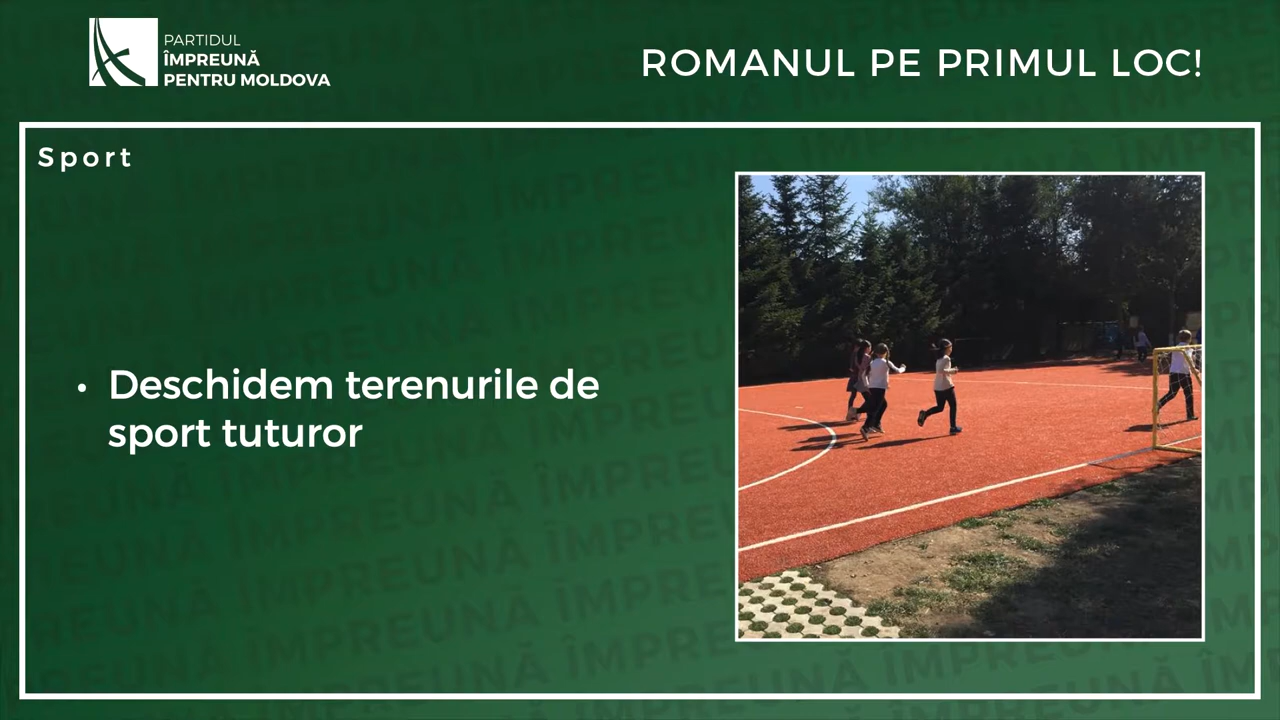 PARTIDUL
ÎMPREUNĂ
PENTRU MOLDOVA
ROMANUL PE PRIMUL LOC!
Sport
• Deschidem terenurile de
sport tuturor